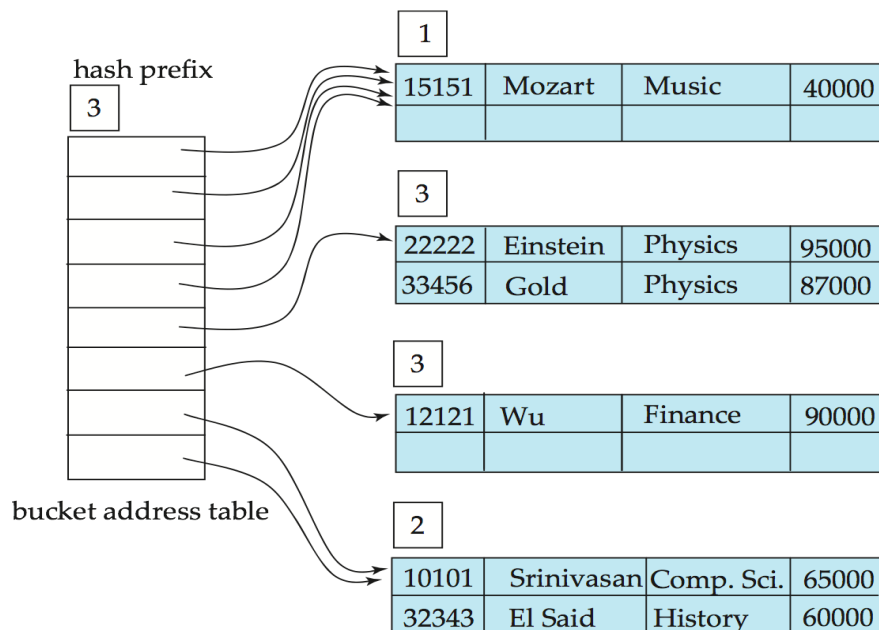 hash prefix
3
bucket address table
1
15151 Mozart Music 40000
3
22222 Einstein Physics 95000
33456 Gold Physics 87000
3
12121 Wu Finance 90000
2
10101 Srinivasan Comp. Sci. 65000
32343 El Said History 60000